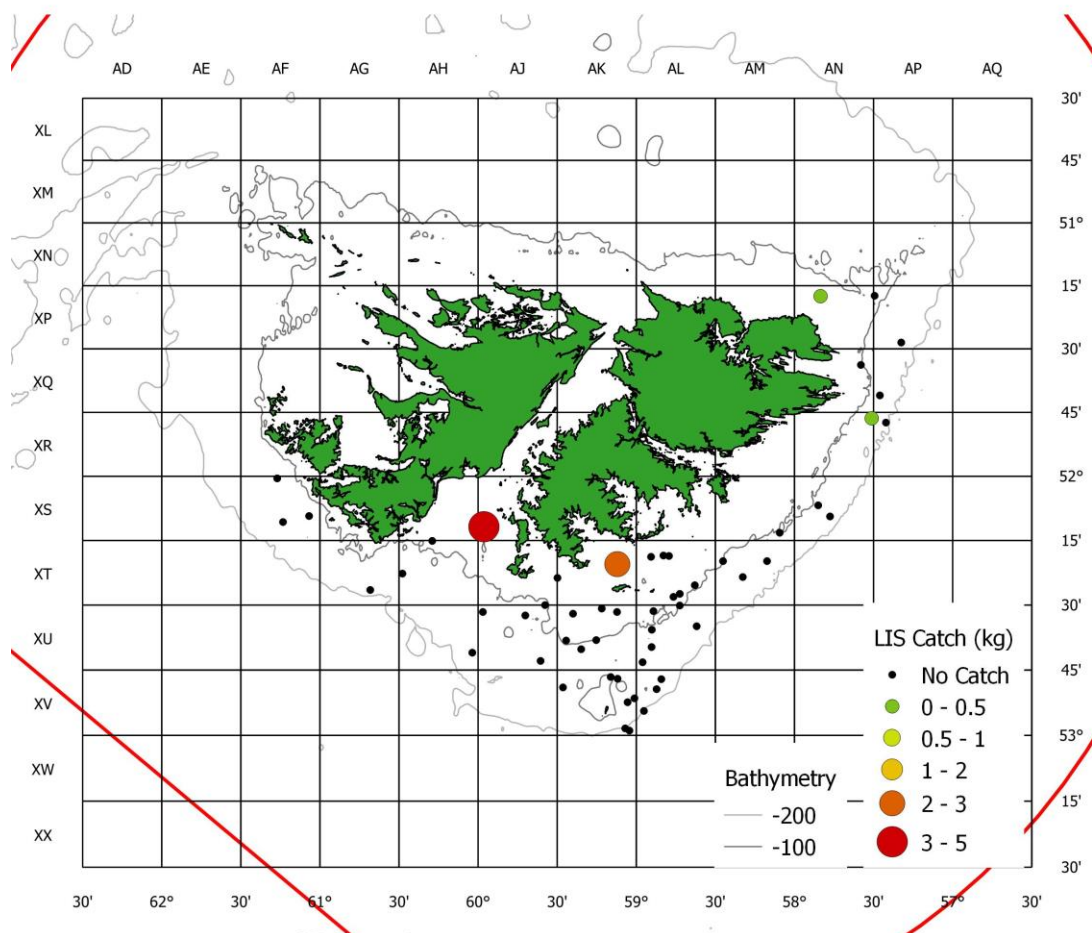 AD AE AF AG AH AJ AK AL AM AN AP AQ
30'
XL
45'
XM
51°
XN
15'
XP
30'
XQ
45'
XR
52°
XS
15'
XT
30'
XU
45'
XV
53°
XW
15'
XX
30'
LIS Catch (kg)
No Catch
0 - 0.5
0.5 - 1
1 - 2
2 - 3
3 - 5
Bathymetry
-200
-100
30' 62° 30' 61° 30' 60° 30' 59° 30' 58° 30' 57° 30'